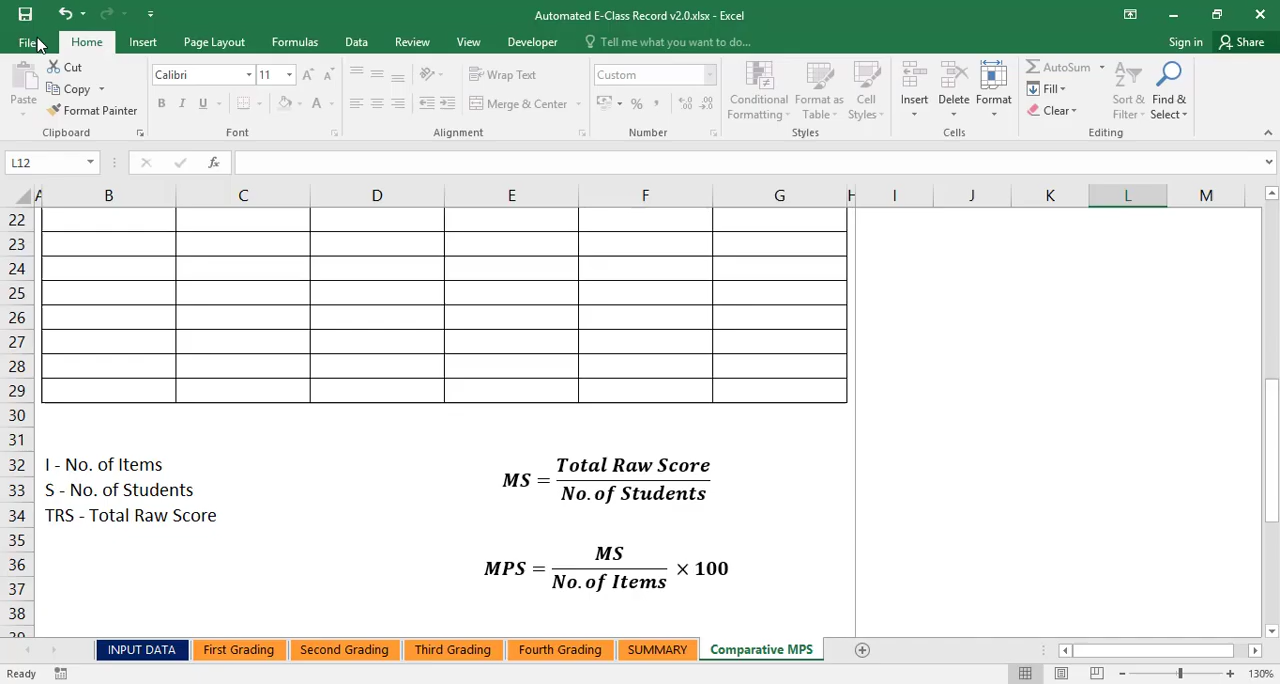 Automated E-Class Record v2.0.xlsx - Excel
File Home Insert Page Layout Formulas Data Review View Developer Tell me what you want to do... Sign in Share
Paste
Cut
Copy
Format Painter
Clipboard
Calibri 11
B I U
Font
Wrap Text
Merge & Center
Alignment
Custom
%
Number
Conditional Formatting
Format as Table
Cell Styles
Styles
Insert Delete Format
Cells
AutoSum
Fill
Clear
Sort & Filter
Find & Select
Editing
L12 fx
A B C D E F G H I J K L M
22
23
24
25
26
27
28
29
30
31
32 I - No. of Items
33 S - No. of Students
34 TRS - Total Raw Score
35
36
37
38
39
MS = Total Raw Score
No. of Students
MPS = MS
No. of Items × 100
INPUT DATA First Grading Second Grading Third Grading Fourth Grading SUMMARY Comparative MPS
Ready 130%